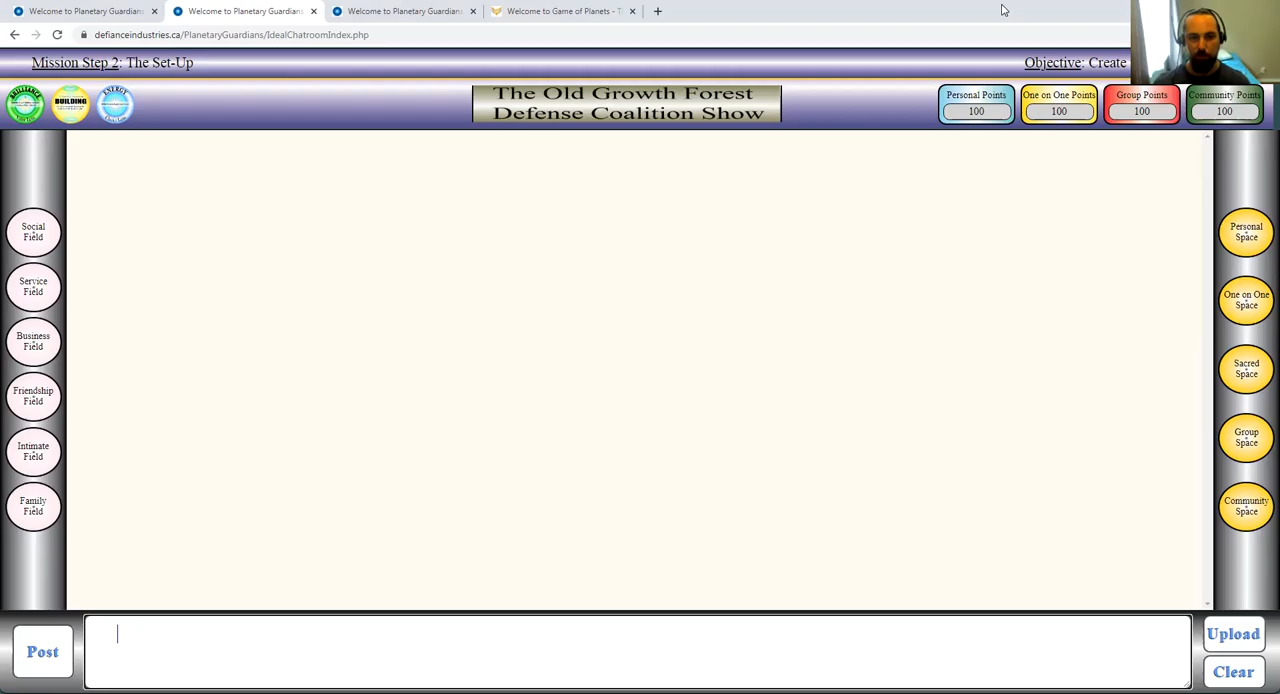 Welcome to Planetary Guardians
Welcome to Planetary Guardians
Welcome to Planetary Guardians
Welcome to Game of Planets - T
defianceindustries.ca/PlanetaryGuardians/IdealChatroomIndex.php
Mission Step 2: The Set-Up
Objective: Create
BUILDING
ENERGY
The Old Growth Forest
Defense Coalition Show
Personal Points
100
One on One Points
100
Group Points
100
Community Points
100
Social
Field
Service
Field
Business
Field
Friendship
Field
Intimate
Field
Family
Field
Personal
Space
One on One
Space
Sacred
Space
Group
Space
Community
Space
Post
Upload
Clear